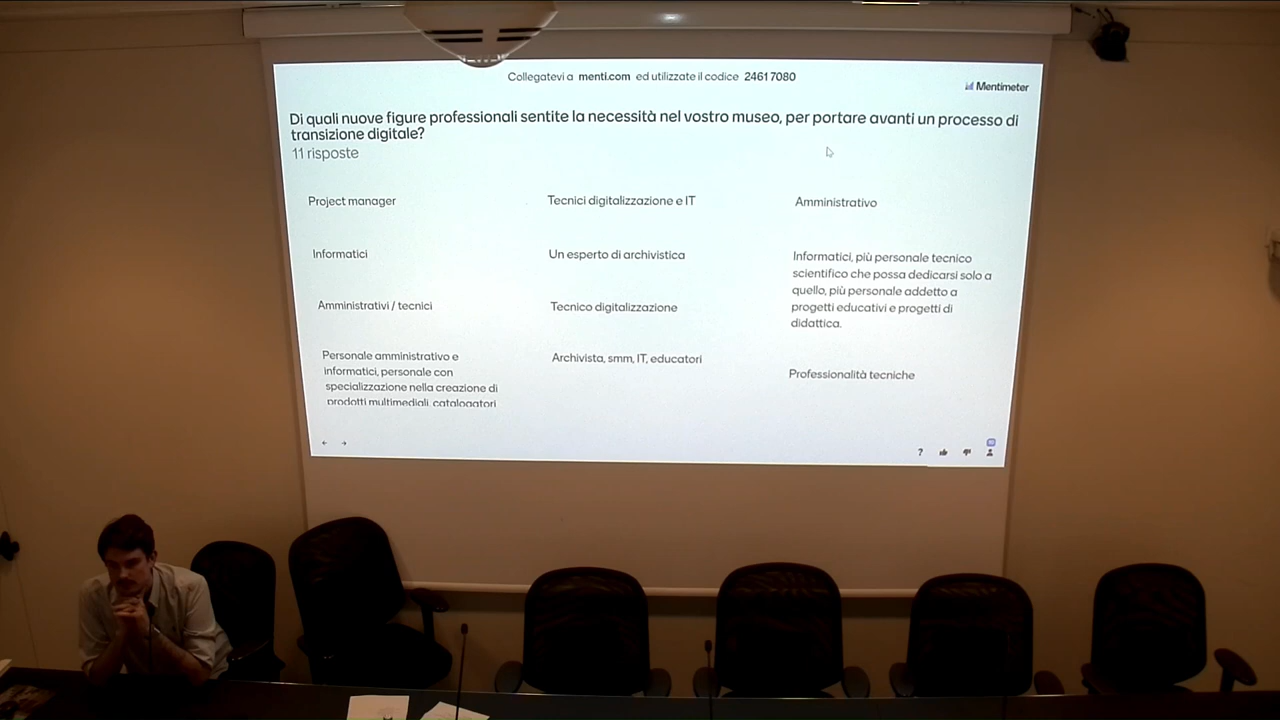 Collegatevi a menti.com ed utilizzate il codice 2461 7080
Mentimeter
Di quali nuove figure professionali sentite la necessità nel vostro museo, per portare avanti un processo di
transizione digitale?
11 risposte
Project manager
Informatici
Amministrativi / tecnici
Personale amministrativo e
informatici, personale con
specializzazione nella creazione di
prodotti multimediali, catalogatori
Tecnici digitalizzazione e IT
Un esperto di archivistica
Tecnico digitalizzazione
Archivista, smm, IT, educatori
Amministrativo
Informatici, più personale tecnico
scientifico che possa dedicarsi solo a
quello, più personale addetto a
progetti educativi e progetti di
didattica.
Professionalità tecniche
?